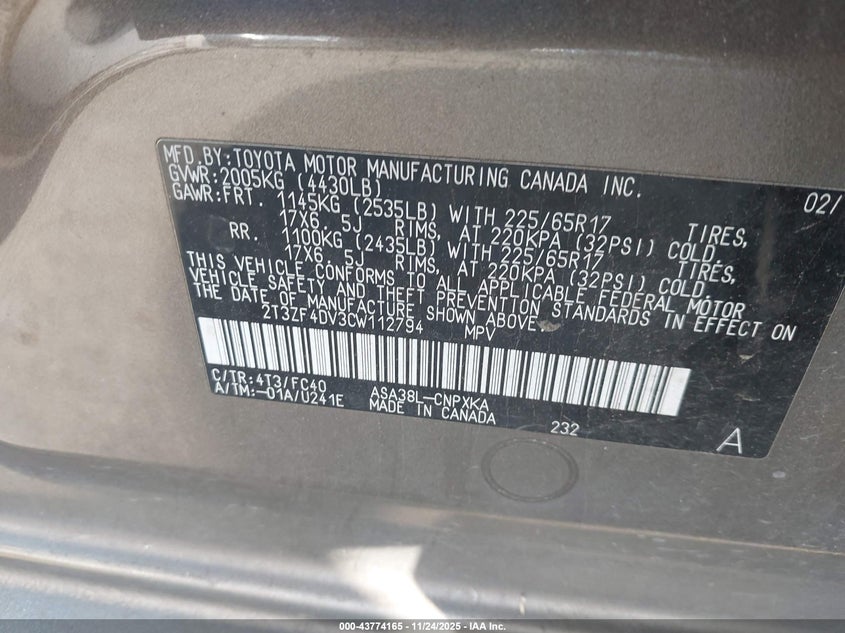 MFD.BY:TOYOTA MOTOR MANUFACTURING CANADA INC.
02/
GVWR:2005KG (4430LB)
GAWR:FRT. 1145KG (2535LB) WITH 225/65R17 TIRES,
17X6. 5J RIMS, AT 220KPA (32PSI) COLD.
RR. 1100KG (2435LB) WITH 225/65R17 TIRES,
17X6. 5J RIMS, AT 220KPA (32PSI) COLD.
THIS VEHICLE CONFORMS TO ALL APPLICABLE FEDERAL MOTOR
VEHICLE SAFETY AND THEFT PREVENTION STANDARDS IN EFFECT ON
THE DATE OF MANUFACTURE SHOWN ABOVE.
2T3ZF4DV3CW112794 MPV
C/TR:4T3/FC40 ASA38L-CNPXKA
A/TM:-01A/U241E MADE IN CANADA
232 A
000-43774165 - 11/24/2025 - IAA Inc.